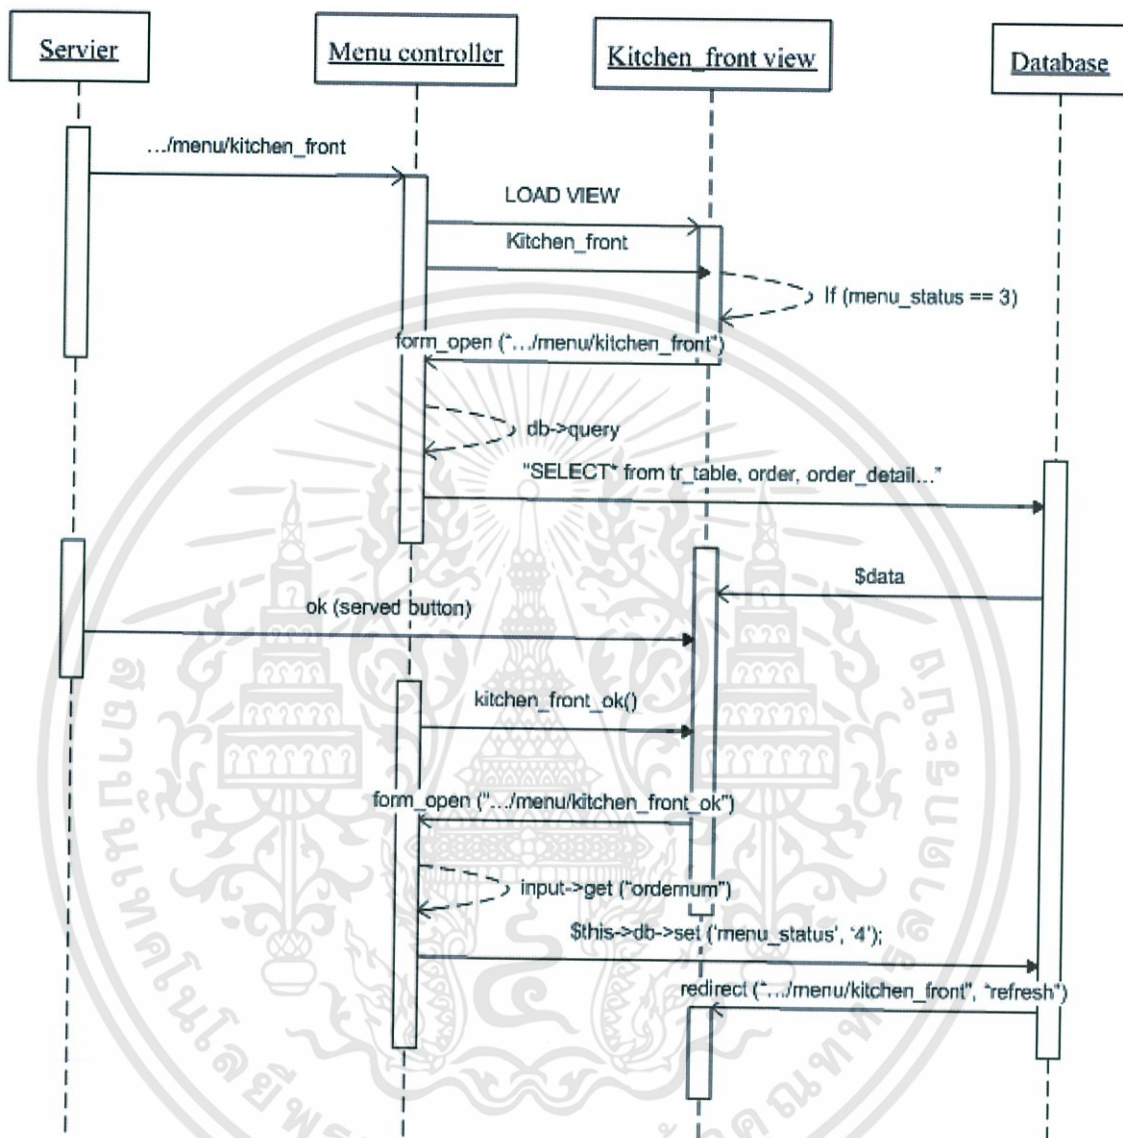 Servier
Menu controller
Kitchen_front view
Database
.../menu/kitchen_front
LOAD VIEW
Kitchen_front
If (menu_status == 3)
form_open (".../menu/kitchen_front")
db->query
"SELECT* from tr_table, order, order_detail..."
$data
ok (served button)
kitchen_front_ok()
form_open (".../menu/kitchen_front_ok")
input->get ("ordernum")
$this->db->set ('menu_status', '4');
redirect (".../menu/kitchen_front", "refresh")